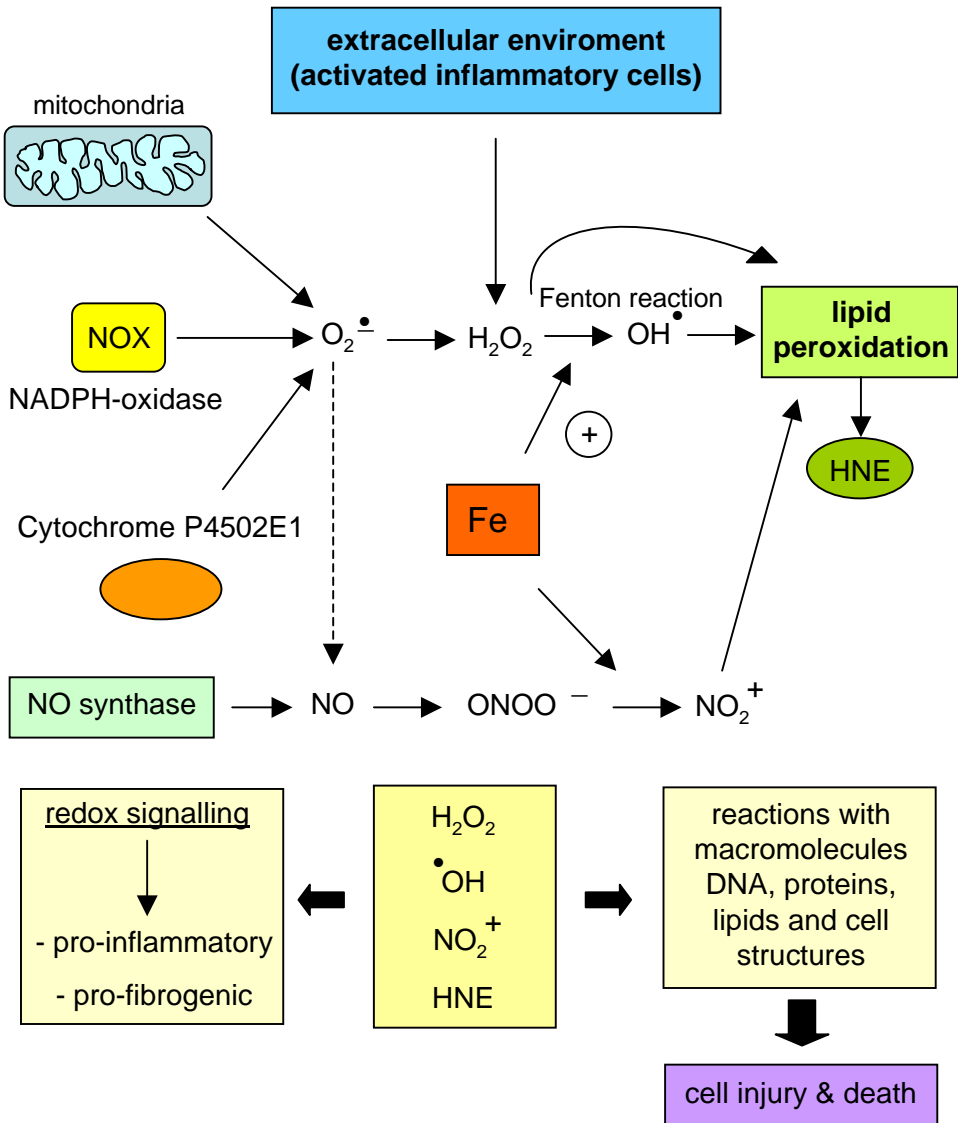 extracellular enviroment
(activated inflammatory cells)
mitochondria
Fenton reaction
NOX
O₂•−
H₂O₂
OH•
lipid
peroxidation
NADPH-oxidase
+
HNE
Fe
Cytochrome P4502E1
NO synthase
NO
ONOO −
NO₂⁺
redox signalling
- pro-inflammatory
- pro-fibrogenic
H₂O₂
•OH
NO₂⁺
HNE
reactions with
macromolecules
DNA, proteins,
lipids and cell
structures
cell injury & death